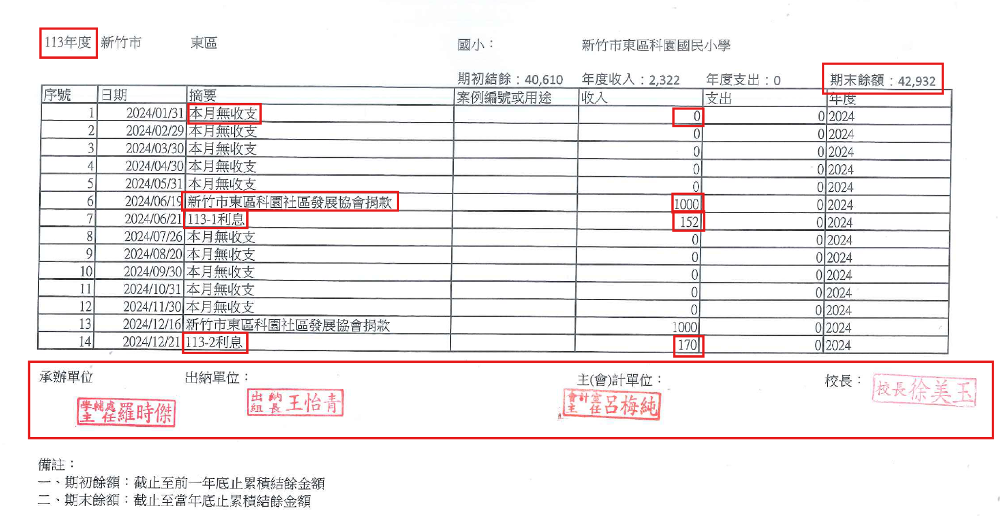 113年度 新竹市 東區 國小： 新竹市東區科園國民小學
期初結餘：40,610 年度收入：2,322 年度支出：0 期末餘額：42,932
序號 日期 摘要 案例編號或用途 收入 支出 年度
1 2024/01/31 本月無收支 0 0 2024
2 2024/02/29 本月無收支 0 0 2024
3 2024/03/30 本月無收支 0 0 2024
4 2024/04/30 本月無收支 0 0 2024
5 2024/05/31 本月無收支 0 0 2024
6 2024/06/19 新竹市東區科園社區發展協會捐款 1000 0 2024
7 2024/06/21 113-1利息 152 0 2024
8 2024/07/26 本月無收支 0 0 2024
9 2024/08/20 本月無收支 0 0 2024
10 2024/09/30 本月無收支 0 0 2024
11 2024/10/31 本月無收支 0 0 2024
12 2024/11/30 本月無收支 0 0 2024
13 2024/12/16 新竹市東區科園社區發展協會捐款 1000 0 2024
14 2024/12/21 113-2利息 170 0 2024
承辦單位 出納單位： 主(會)計單位： 校長：
學輔處主任羅時傑 出納組長王怡青 會計室主任呂梅純 校長徐美玉
備註：
一、期初餘額：截止至前一年底止累積結餘金額
二、期末餘額：截止至當年底止累積結餘金額